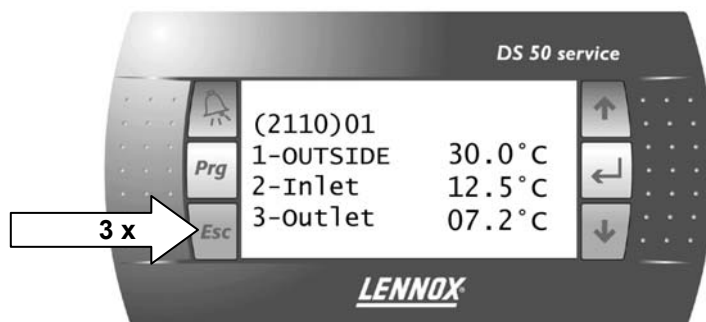 DS 50 service
(2110)01
1-OUTSIDE 30.0°C
2-Inlet 12.5°C
3-Outlet 07.2°C
Prg
3 x
Esc
LENNOX